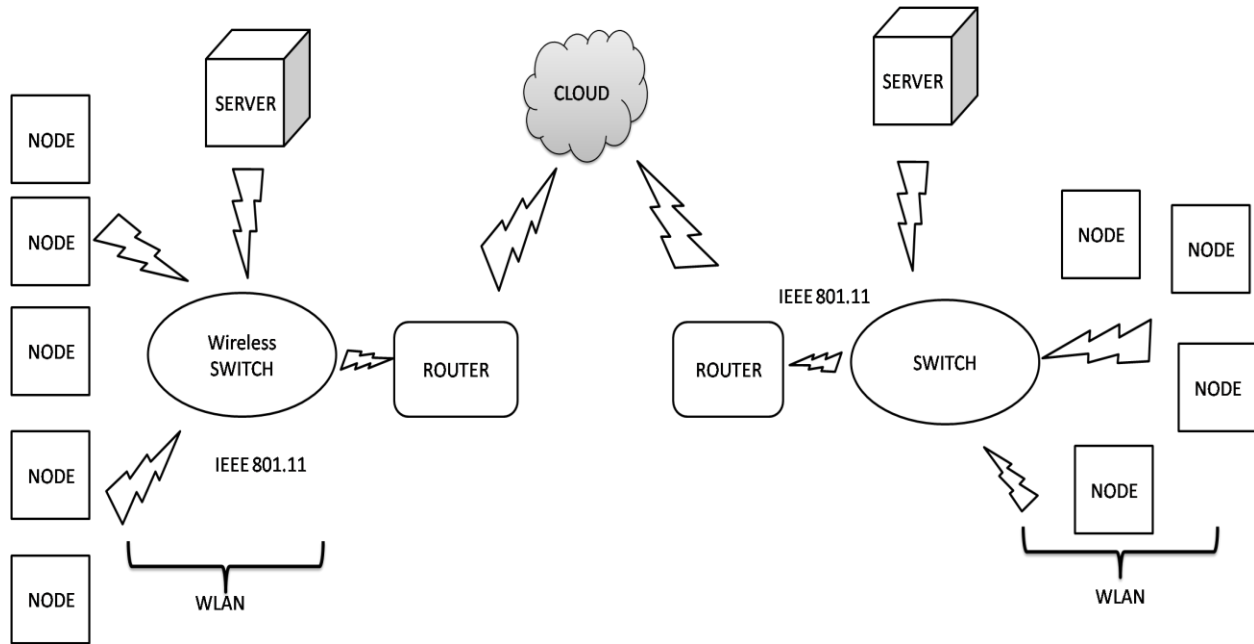 SERVER
CLOUD
SERVER
NODE
NODE
NODE
NODE
NODE
Wireless
SWITCH
ROUTER
IEEE 801.11
WLAN
ROUTER
IEEE 801.11
SWITCH
NODE
NODE
NODE
NODE
WLAN